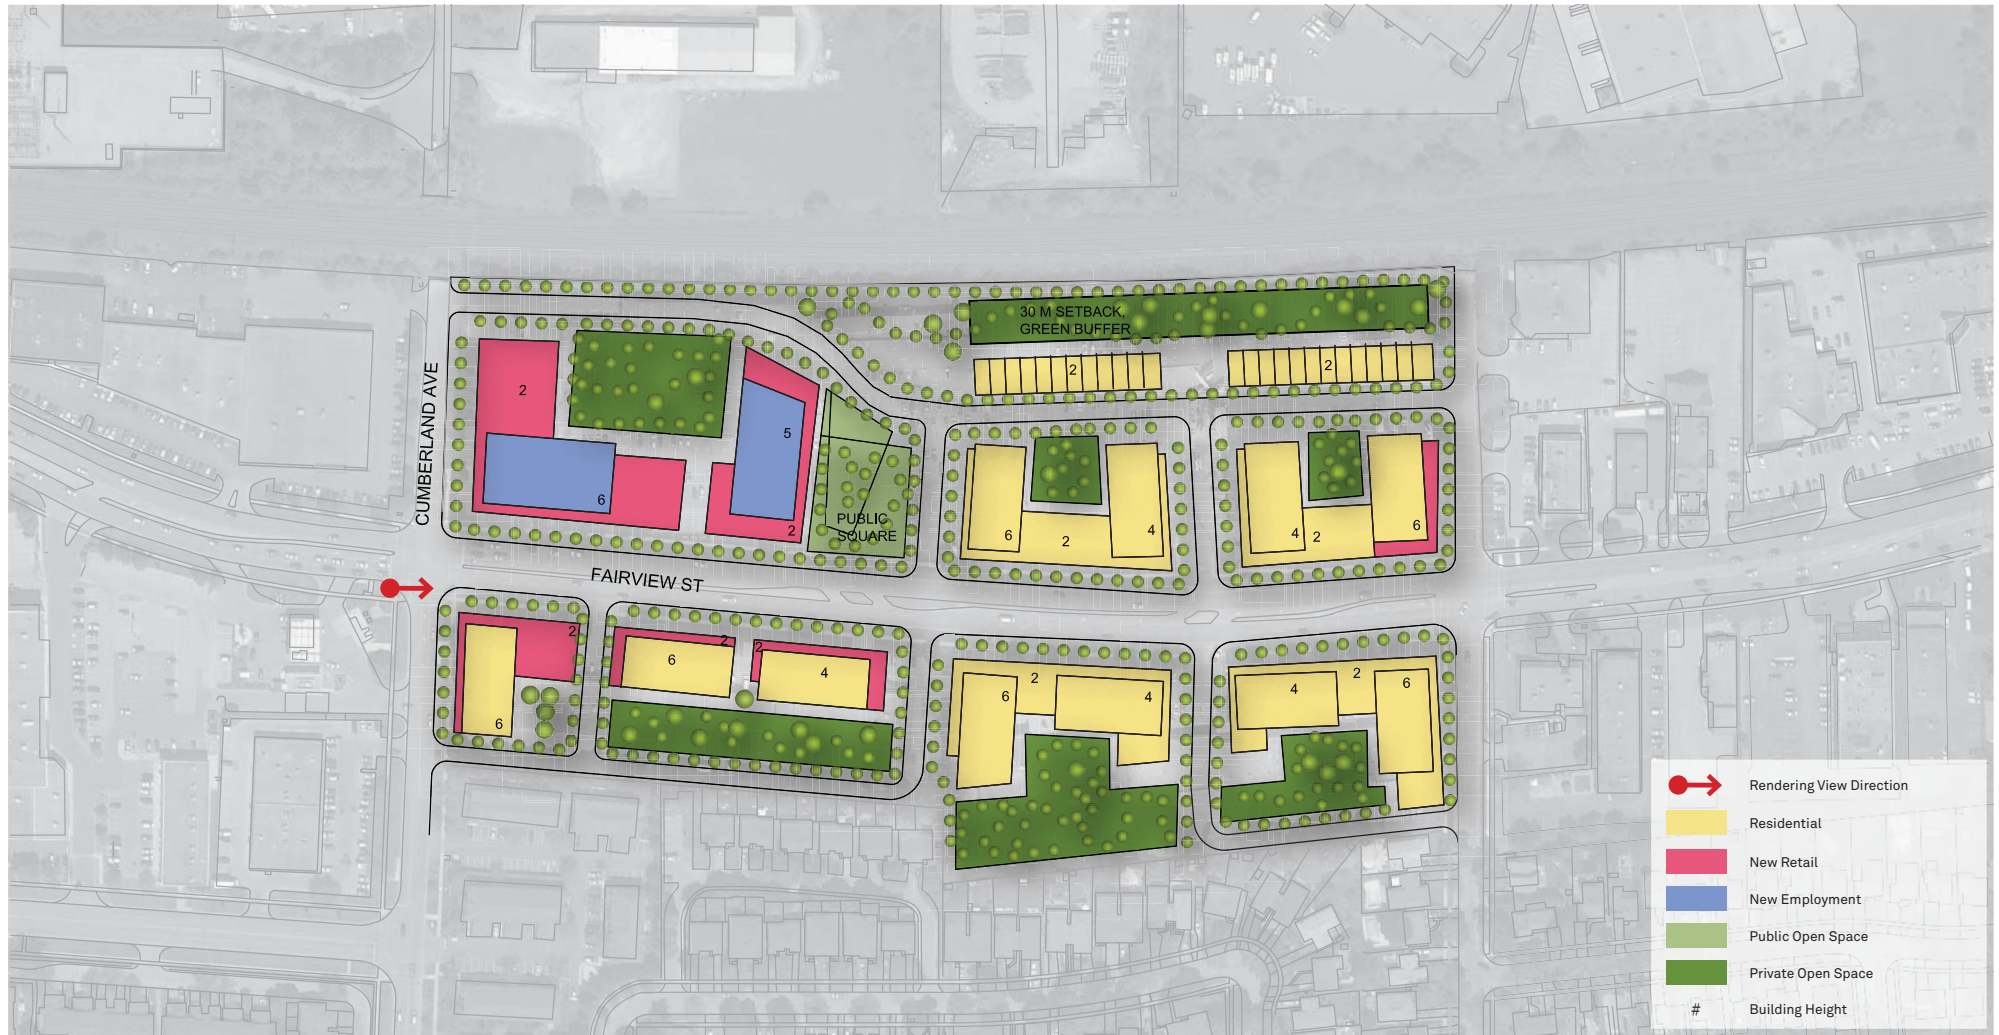 30 M SETBACK,
GREEN BUFFER
2
2
CUMBERLAND AVE
2
5
6
2
PUBLIC
SQUARE
6
2
4
4
2
6
FAIRVIEW ST
2
6
6
2
2
4
6
2
4
4
2
6
Rendering View Direction
Residential
New Retail
New Employment
Public Open Space
Private Open Space
# Building Height